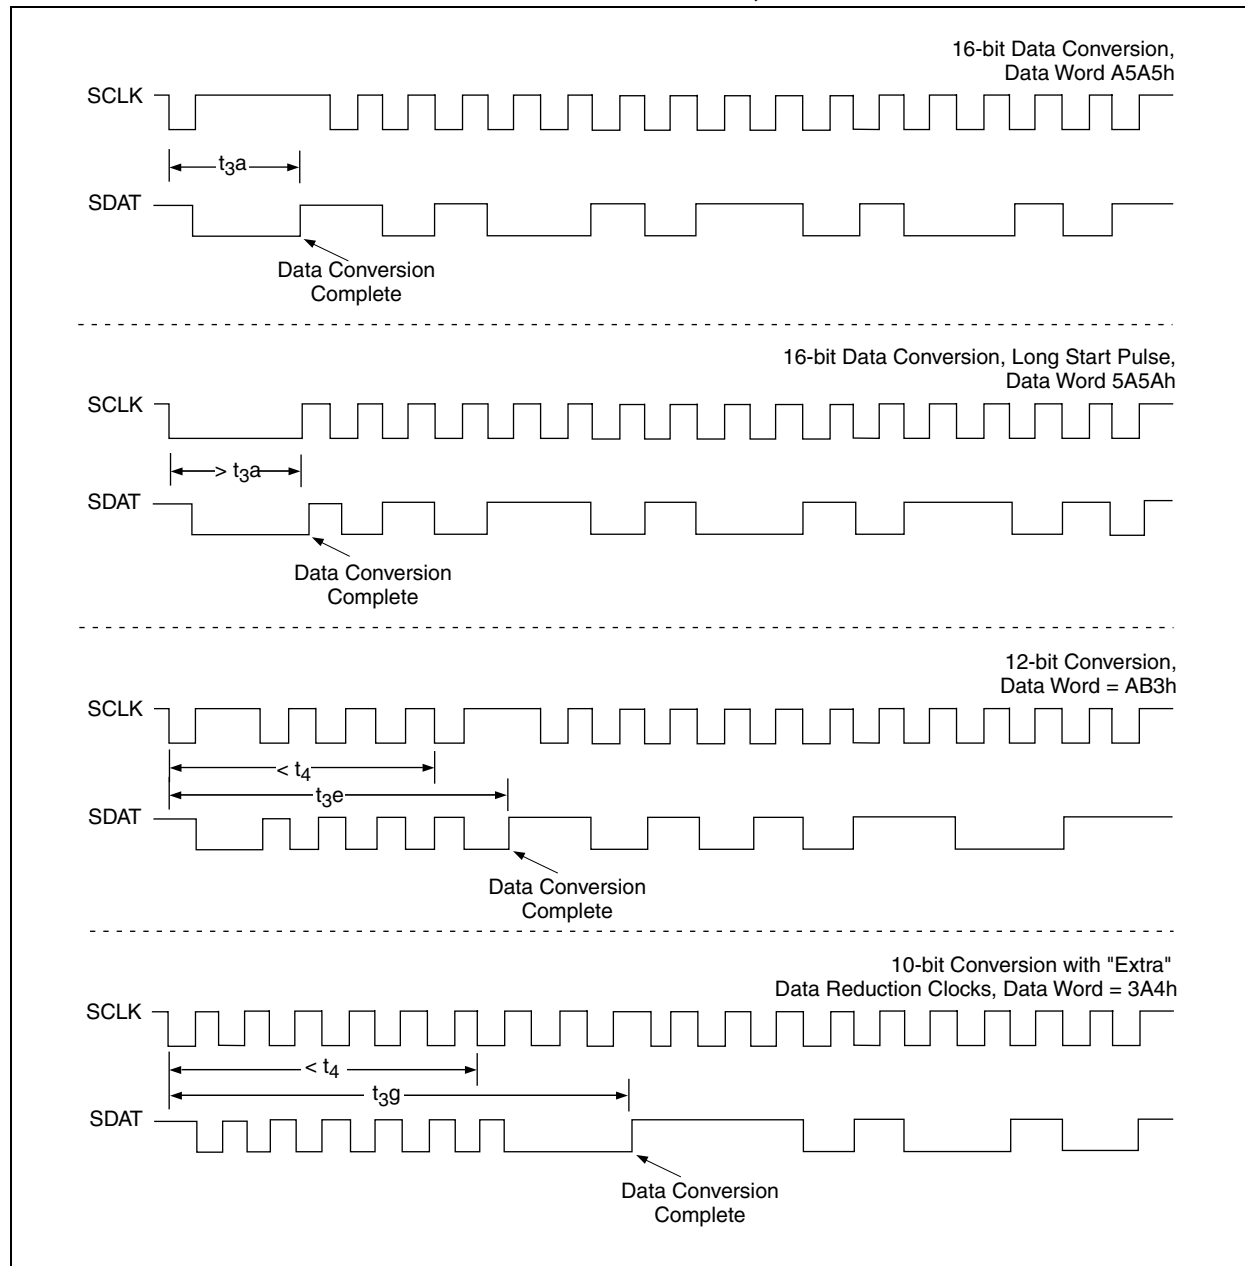 16-bit Data Conversion,
Data Word A5A5h
SCLK
t3a
SDAT
Data Conversion
Complete
16-bit Data Conversion, Long Start Pulse,
Data Word 5A5Ah
SCLK
> t3a
SDAT
Data Conversion
Complete
12-bit Conversion,
Data Word = AB3h
SCLK
< t4
t3e
SDAT
Data Conversion
Complete
10-bit Conversion with "Extra"
Data Reduction Clocks, Data Word = 3A4h
SCLK
< t4
t3g
SDAT
Data Conversion
Complete